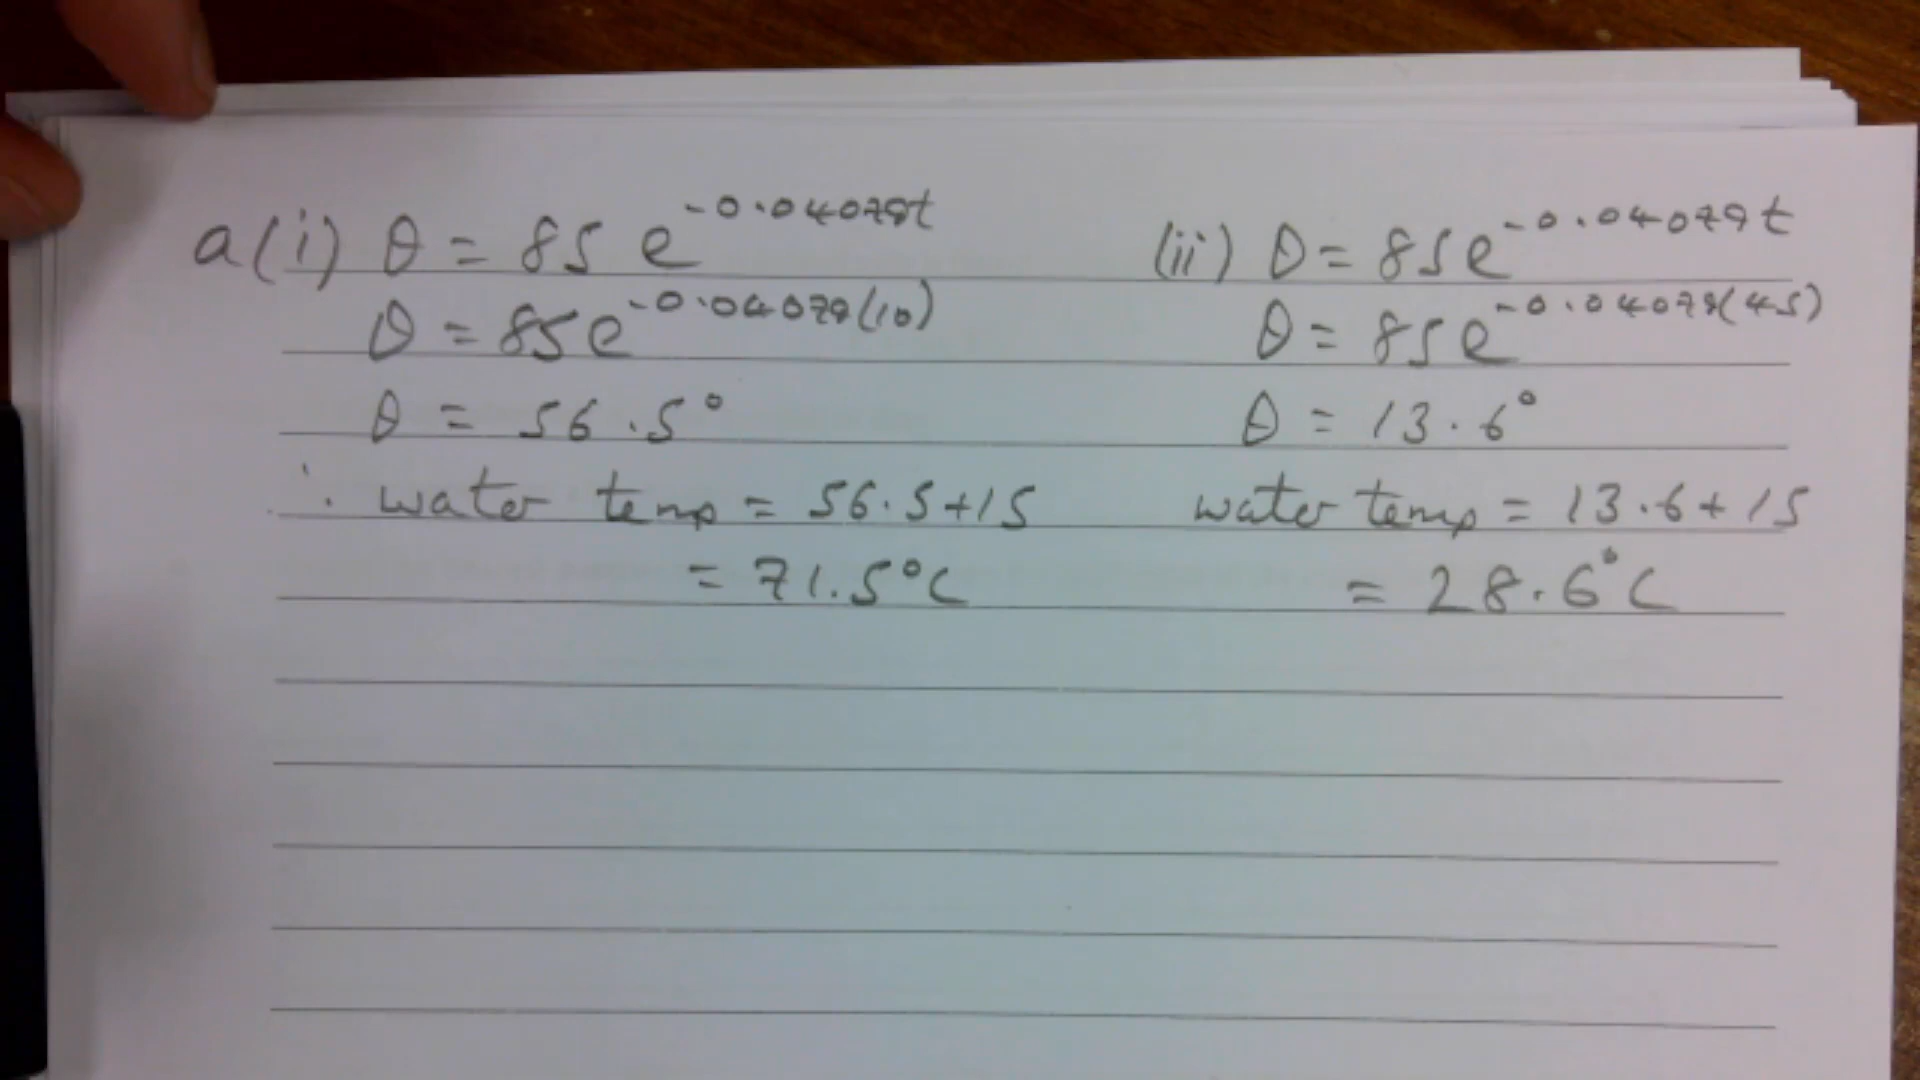 a(i) θ = 85 e^-0.04079t
θ = 85e^-0.04079(10)
θ = 56.5°
∴ water temp = 56.5+15
= 71.5°C
(ii) θ = 85e^-0.04079t
θ = 85e^-0.04079(45)
θ = 13.6°
water temp = 13.6+15
= 28.6°C